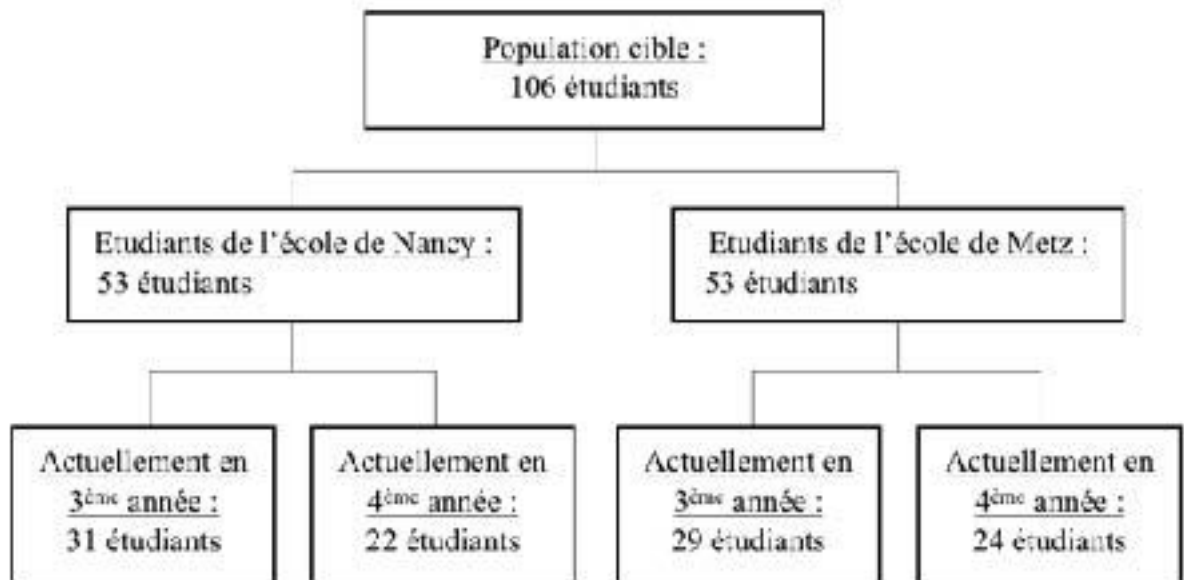 Population cible :
106 étudiants
Etudiants de l'école de Nancy :
53 étudiants
Etudiants de l'école de Metz :
53 étudiants
Actuellement en
3ème année :
31 étudiants
Actuellement en
4ème année :
22 étudiants
Actuellement en
3ème année :
29 étudiants
Actuellement en
4ème année :
24 étudiants